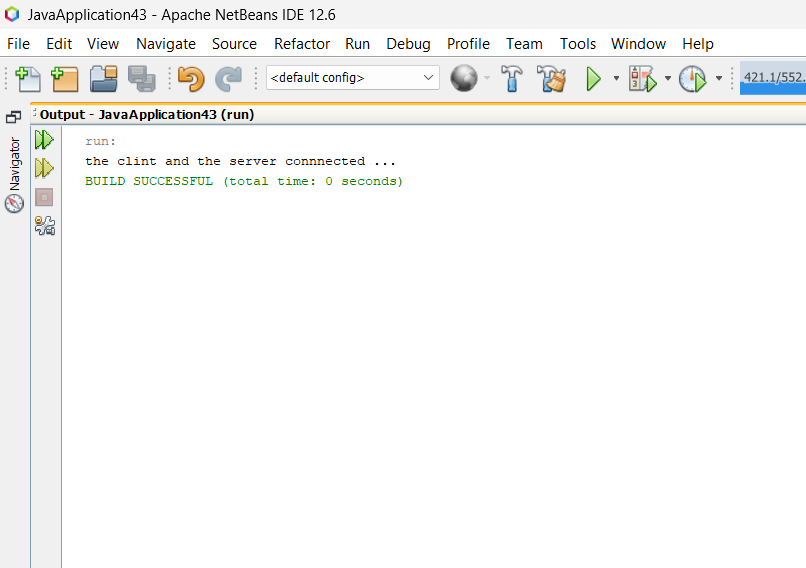 JavaApplication43 - Apache NetBeans IDE 12.6
File Edit View Navigate Source Refactor Run Debug Profile Team Tools Window Help
<default config>
421.1/552.
Output - JavaApplication43 (run)
Navigator
run:
the clint and the server connnected ...
BUILD SUCCESSFUL (total time: 0 seconds)